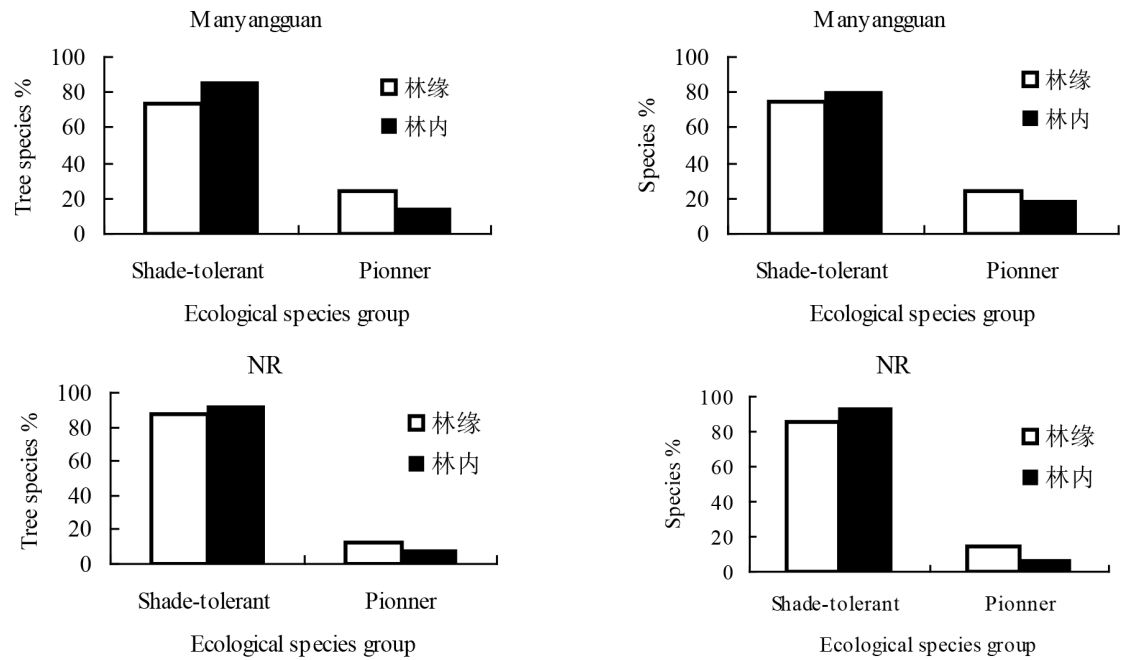 Manyangguan
Tree species %
100
80
60
40
20
0
林缘
林内
Shade-tolerant Pionner
Ecological species group
Manyangguan
Species %
100
80
60
40
20
0
林缘
林内
Shade-tolerant Pionner
Ecological species group
NR
Tree species %
100
80
60
40
20
0
林缘
林内
Shade-tolerant Pionner
Ecological species group
NR
Species %
100
80
60
40
20
0
林缘
林内
Shade-tolerant Pionner
Ecological species group